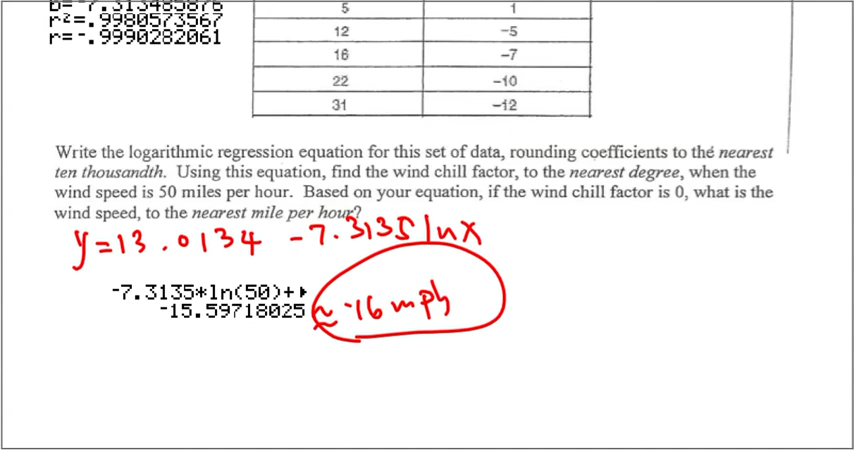 b=-7.313485876
r²=.9980573567
r=-.9990282061
5 1
12 -5
16 -7
22 -10
31 -12
Write the logarithmic regression equation for this set of data, rounding coefficients to the nearest
ten thousandth. Using this equation, find the wind chill factor, to the nearest degree, when the
wind speed is 50 miles per hour. Based on your equation, if the wind chill factor is 0, what is the
wind speed, to the nearest mile per hour?
y=13.0134 -7.3135lnx
-7.3135*ln(50)+
-15.59718025 ≈ -16 mph